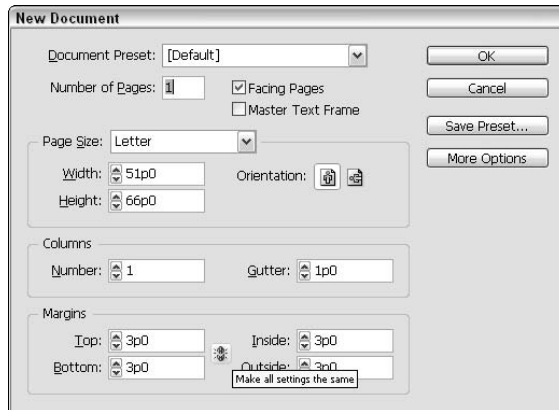 New Document
Document Preset: [Default]
OK
Number of Pages: 1
Facing Pages
Cancel
Master Text Frame
Save Preset...
Page Size: Letter
More Options
Width: 51p0
Orientation:
Height: 66p0
Columns
Number: 1
Gutter: 1p0
Margins
Top: 3p0
Inside: 3p0
Bottom: 3p0
Outside: 3p0
Make all settings the same